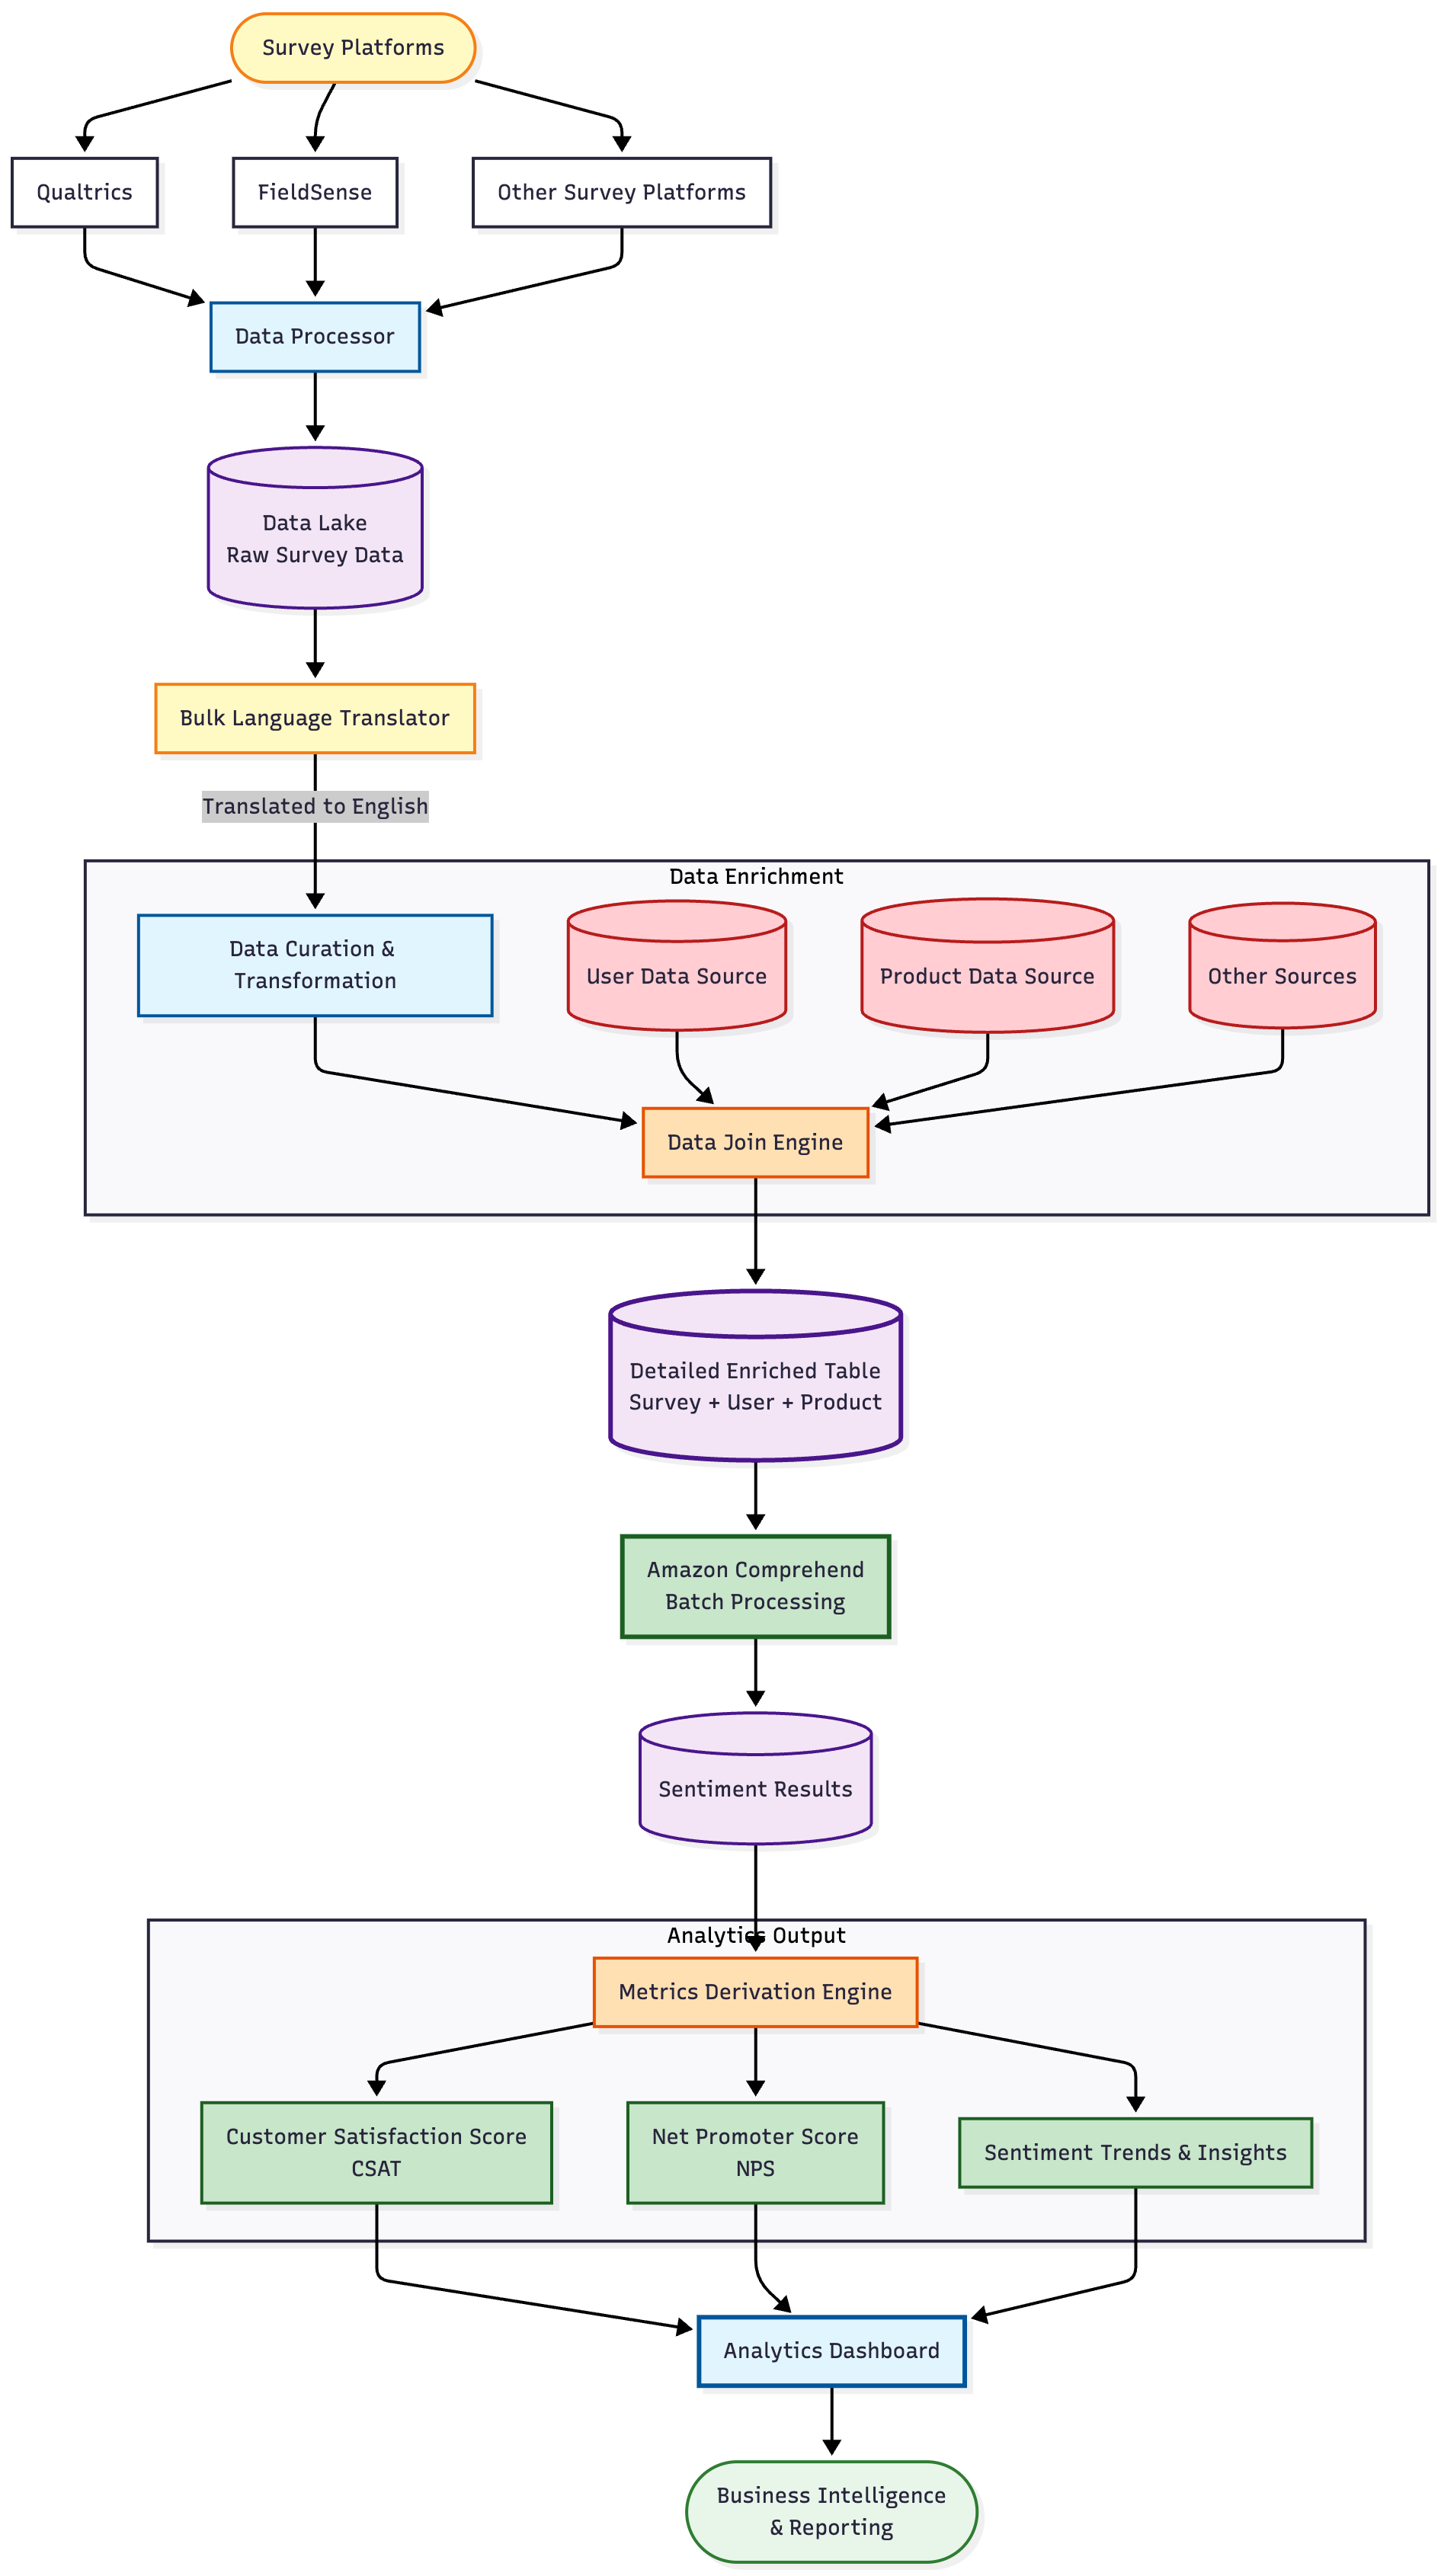 Survey Platforms
Qualtrics
FieldSense
Other Survey Platforms
Data Processor
Data Lake
Raw Survey Data
Bulk Language Translator
Translated to English
Data Enrichment
Data Curation &
Transformation
User Data Source
Product Data Source
Other Sources
Data Join Engine
Detailed Enriched Table
Survey + User + Product
Amazon Comprehend
Batch Processing
Sentiment Results
Analytics Output
Metrics Derivation Engine
Customer Satisfaction Score
CSAT
Net Promoter Score
NPS
Sentiment Trends & Insights
Analytics Dashboard
Business Intelligence
& Reporting